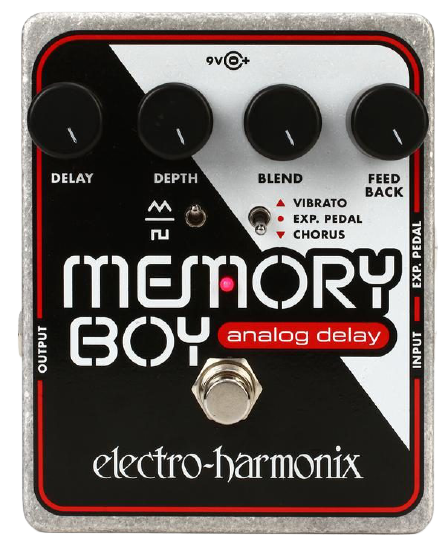 9V
DELAY
DEPTH
BLEND
FEED
BACK
VIBRATO
EXP. PEDAL
CHORUS
EXP. PEDAL
MEMORY
BOY
analog delay
OUTPUT
INPUT
electro-harmonix